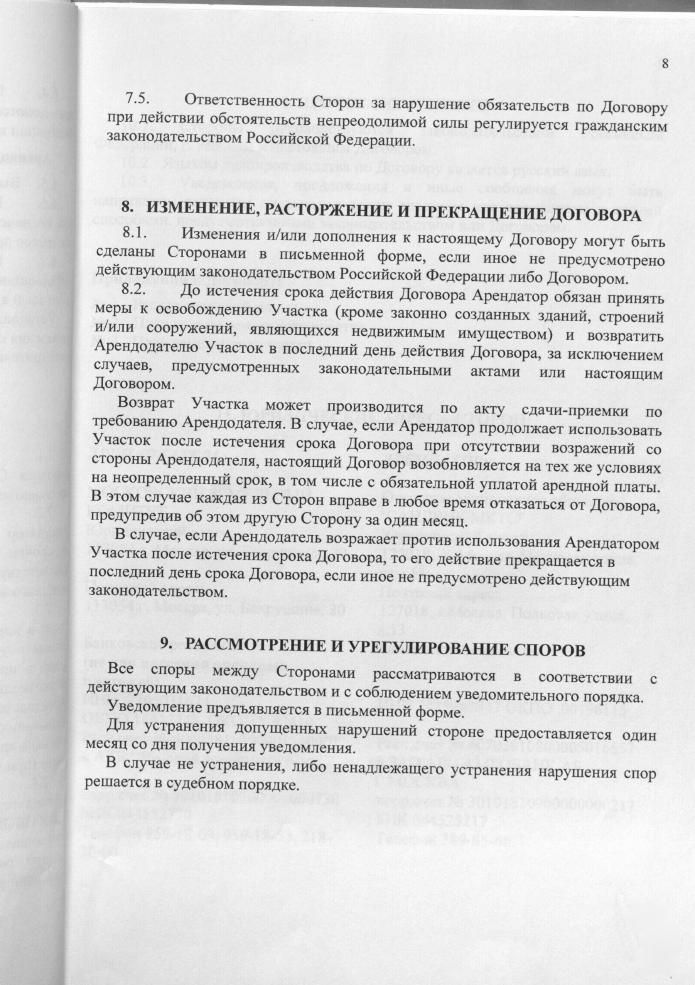 8
7.5. Ответственность Сторон за нарушение обязательств по Договору
при действии обстоятельств непреодолимой силы регулируется гражданским
законодательством Российской Федерации.
8. ИЗМЕНЕНИЕ, РАСТОРЖЕНИЕ И ПРЕКРАЩЕНИЕ ДОГОВОРА
8.1. Изменения и/или дополнения к настоящему Договору могут быть
сделаны Сторонами в письменной форме, если иное не предусмотрено
действующим законодательством Российской Федерации либо Договором.
8.2. До истечения срока действия Договора Арендатор обязан принять
меры к освобождению Участка (кроме законно созданных зданий, строений
и/или сооружений, являющихся недвижимым имуществом) и возвратить
Арендодателю Участок в последний день действия Договора, за исключением
случаев, предусмотренных законодательными актами или настоящим
Договором.
Возврат Участка может производится по акту сдачи-приемки по
требованию Арендодателя. В случае, если Арендатор продолжает использовать
Участок после истечения срока Договора при отсутствии возражений со
стороны Арендодателя, настоящий Договор возобновляется на тех же условиях
на неопределенный срок, в том числе с обязательной уплатой арендной платы.
В этом случае каждая из Сторон вправе в любое время отказаться от Договора,
предупредив об этом другую Сторону за один месяц.
В случае, если Арендодатель возражает против использования Арендатором
Участка после истечения срока Договора, то его действие прекращается в
последний день срока Договора, если иное не предусмотрено действующим
законодательством.
9. РАССМОТРЕНИЕ И УРЕГУЛИРОВАНИЕ СПОРОВ
Все споры между Сторонами рассматриваются в соответствии с
действующим законодательством и с соблюдением уведомительного порядка.
Уведомление предъявляется в письменной форме.
Для устранения допущенных нарушений стороне предоставляется один
месяц со дня получения уведомления.
В случае не устранения, либо ненадлежащего устранения нарушения спор
решается в судебном порядке.